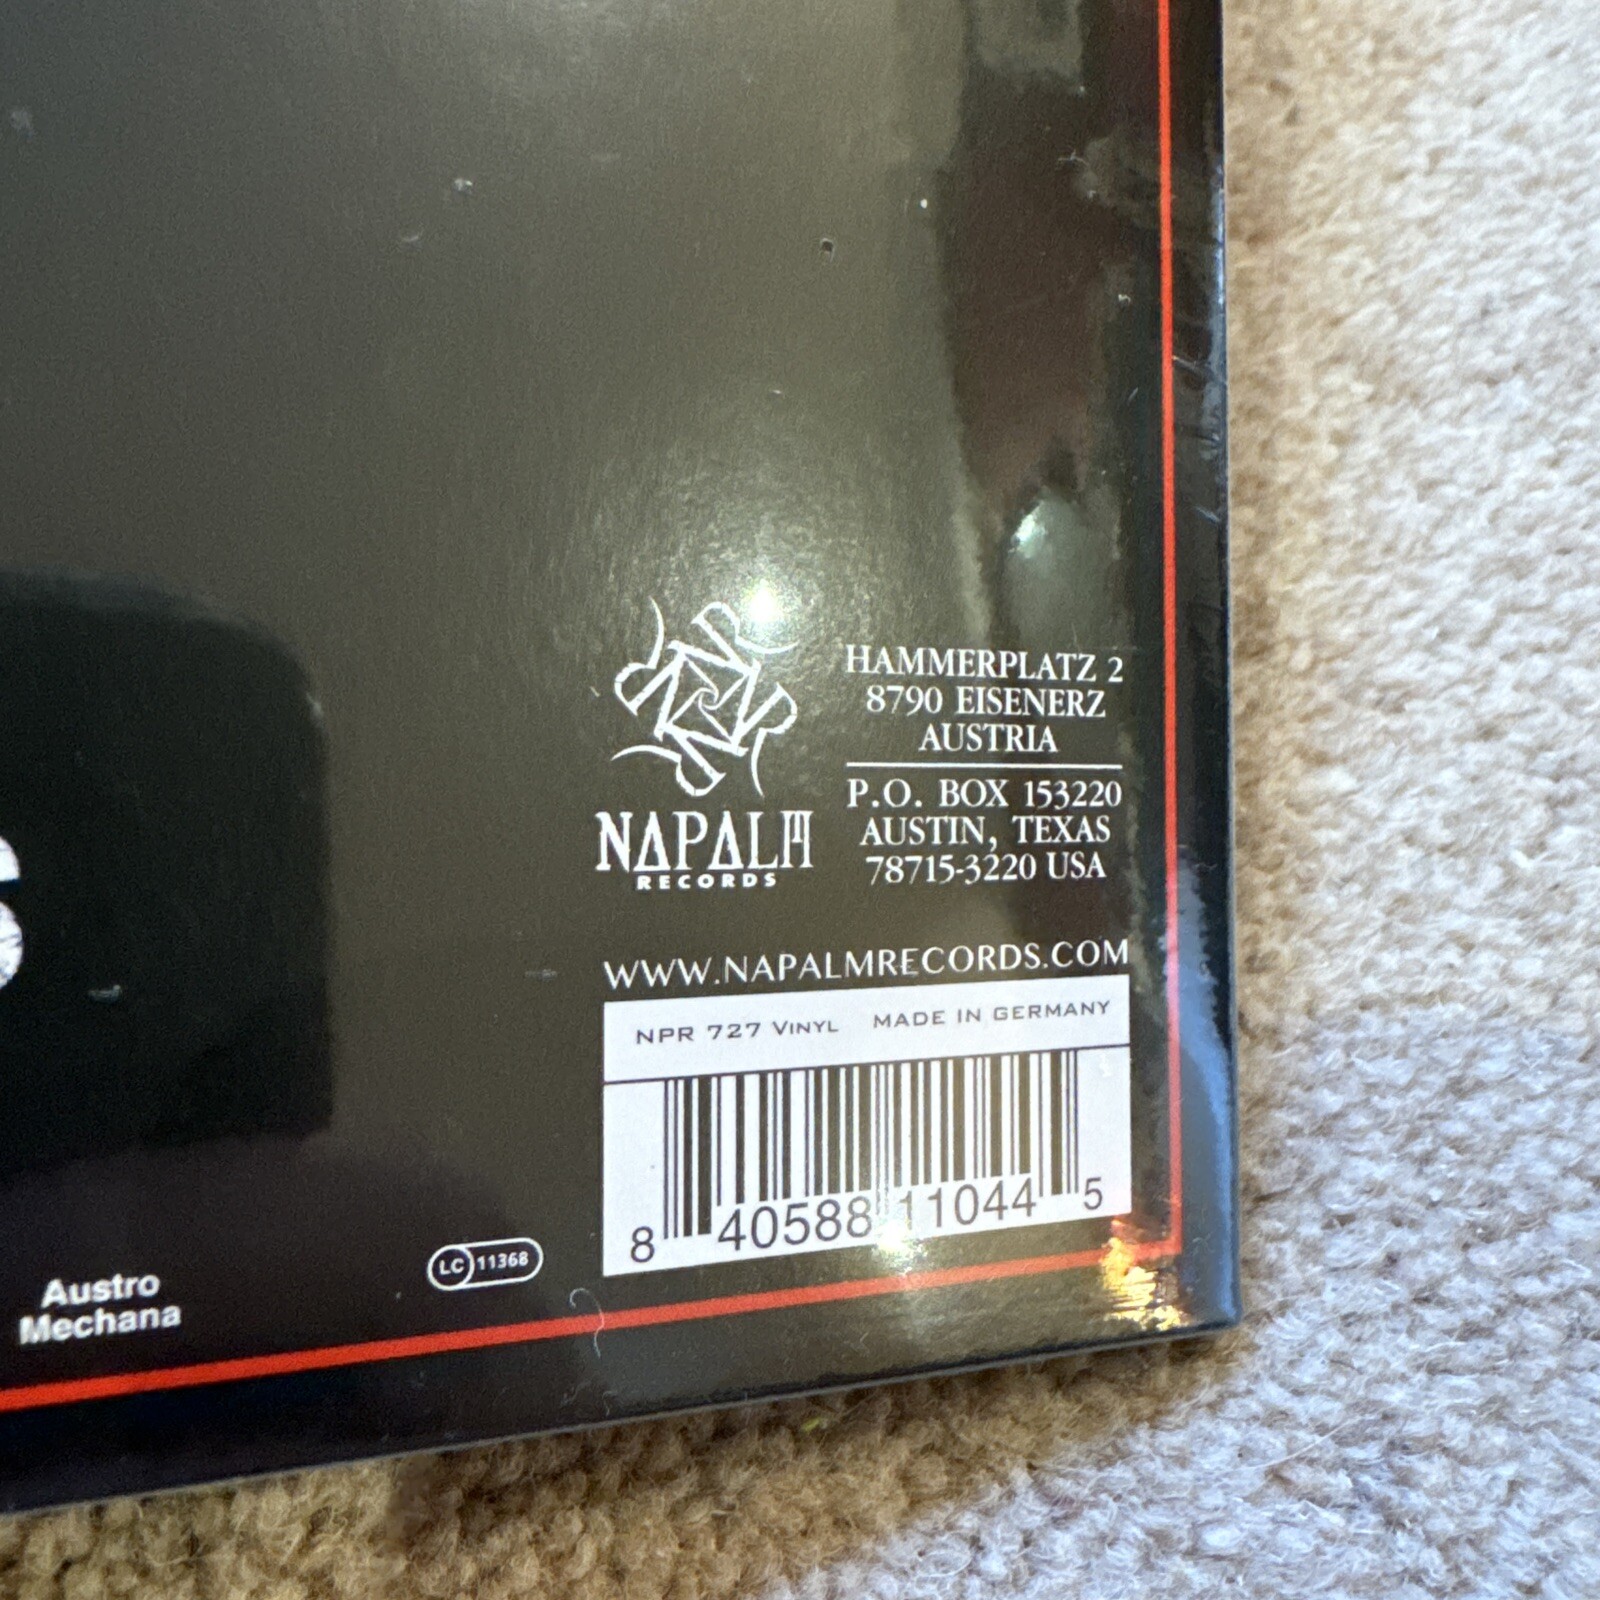 HAMMERPLATZ 2
8790 EISENERZ
AUSTRIA
P.O. BOX 153220
AUSTIN, TEXAS
78715-3220 USA
NAPALM
RECORDS
WWW.NAPALMRECORDS.COM
NPR 727 VINYL MADE IN GERMANY
8 40588 11044 5
LC 11368
Austro
Mechana